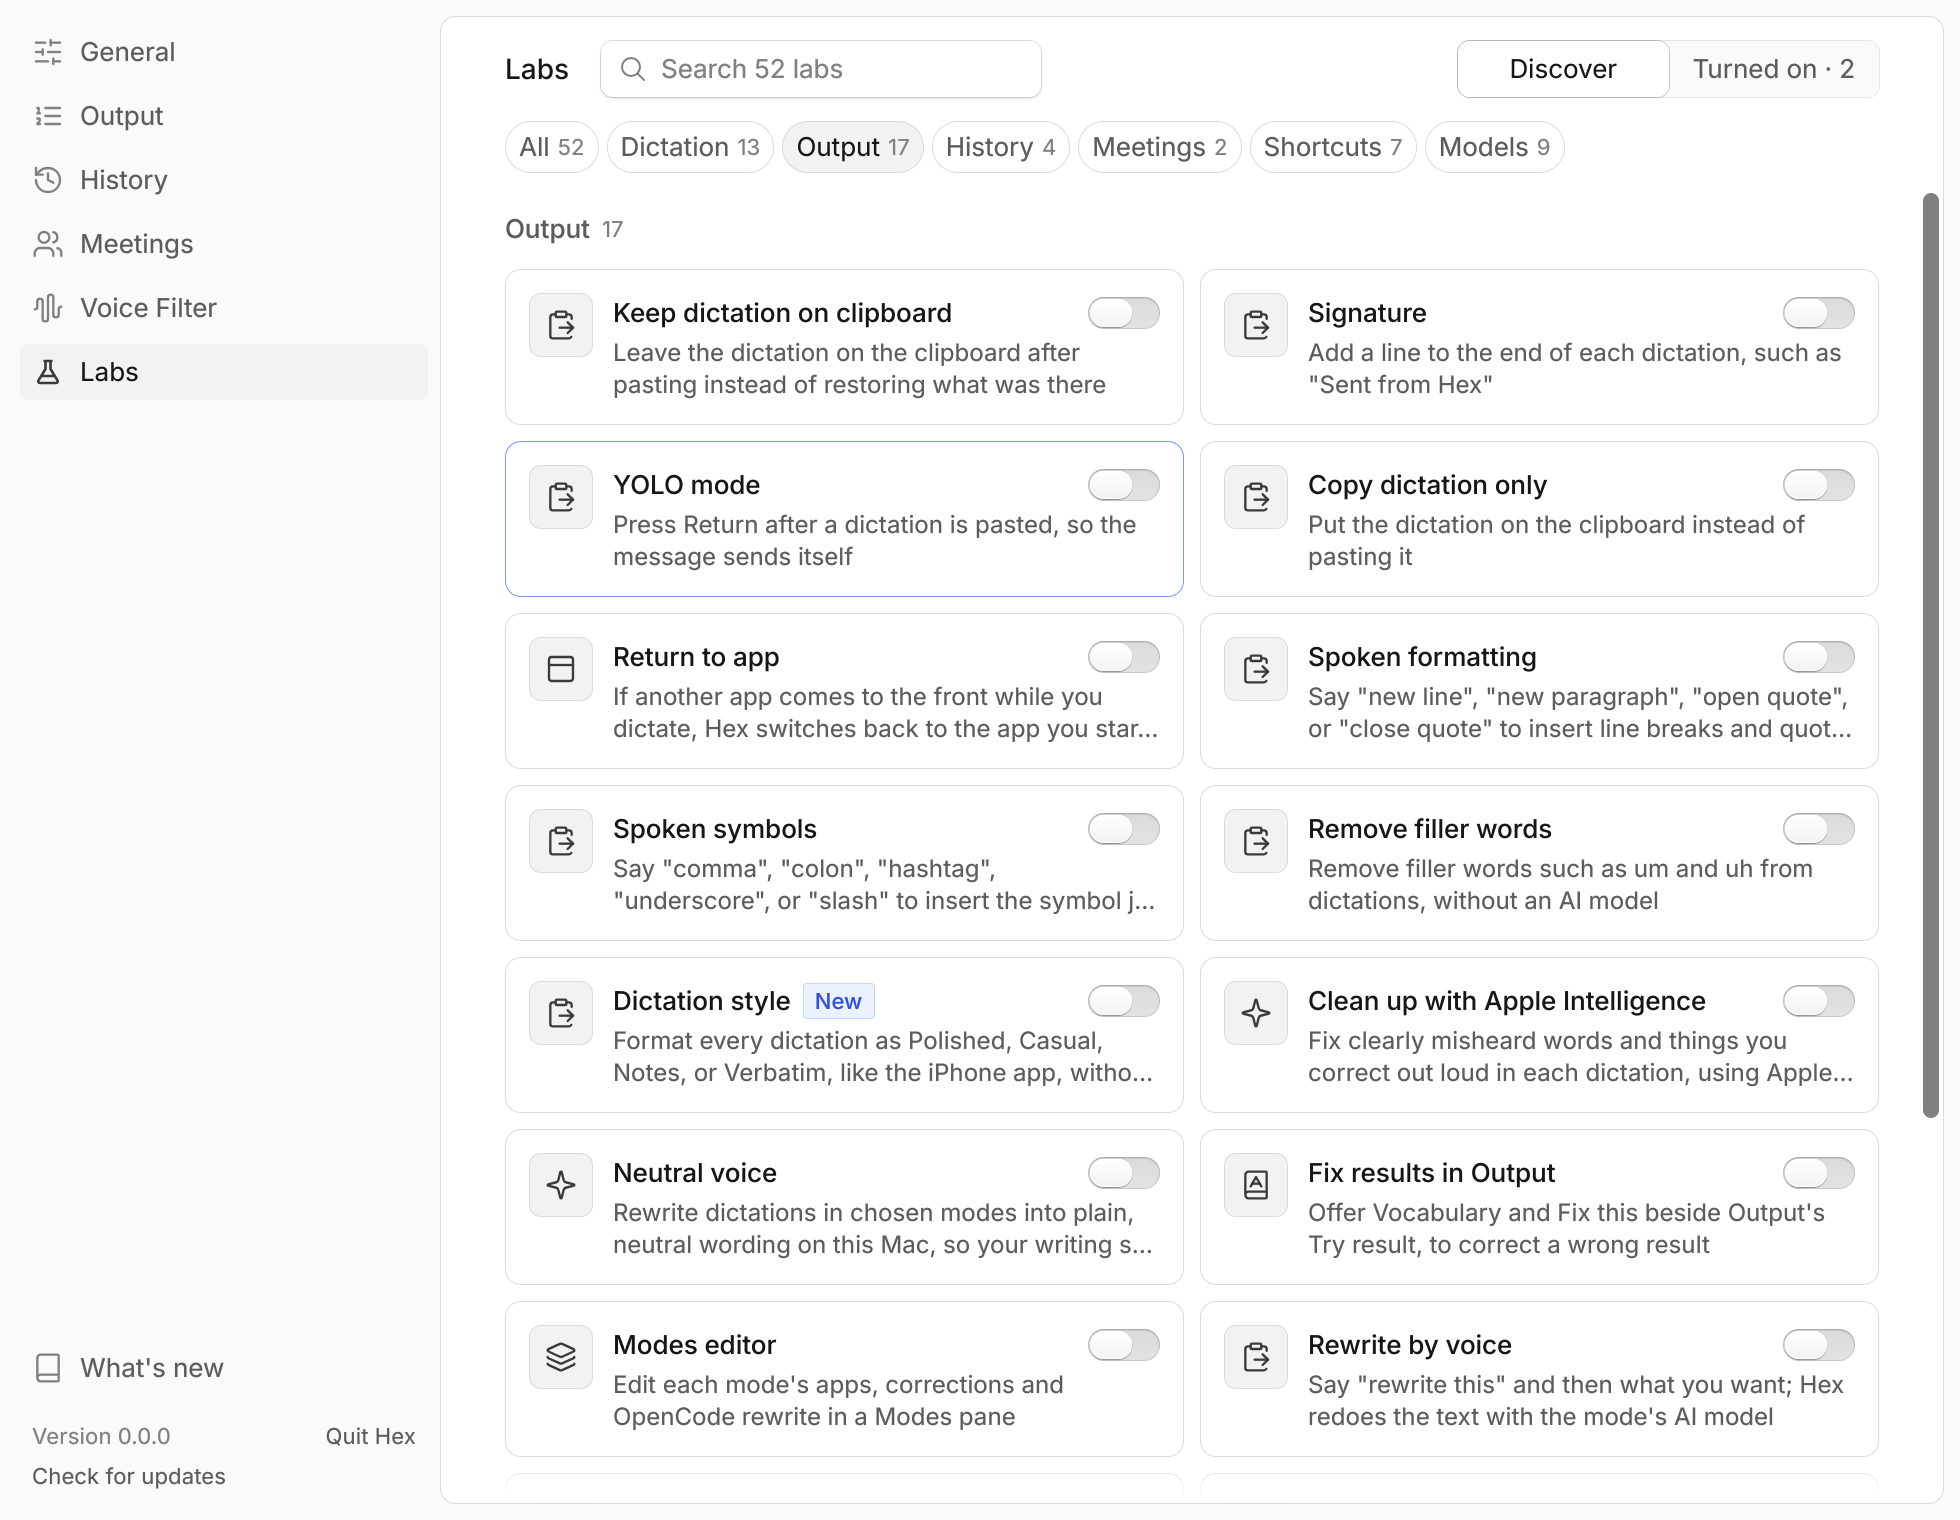 General
Output
History
Meetings
Voice Filter
Labs
What's new
Version 0.0.0
Quit Hex
Check for updates
Labs
Search 52 labs
Discover
Turned on · 2
All 52
Dictation 13
Output 17
History 4
Meetings 2
Shortcuts 7
Models 9
Output 17
Keep dictation on clipboard
Leave the dictation on the clipboard after
pasting instead of restoring what was there
Signature
Add a line to the end of each dictation, such as
"Sent from Hex"
YOLO mode
Press Return after a dictation is pasted, so the
message sends itself
Copy dictation only
Put the dictation on the clipboard instead of
pasting it
Return to app
If another app comes to the front while you
dictate, Hex switches back to the app you star...
Spoken formatting
Say "new line", "new paragraph", "open quote",
or "close quote" to insert line breaks and quot...
Spoken symbols
Say "comma", "colon", "hashtag",
"underscore", or "slash" to insert the symbol j...
Remove filler words
Remove filler words such as um and uh from
dictations, without an AI model
Dictation style New
Format every dictation as Polished, Casual,
Notes, or Verbatim, like the iPhone app, witho...
Clean up with Apple Intelligence
Fix clearly misheard words and things you
correct out loud in each dictation, using Apple...
Neutral voice
Rewrite dictations in chosen modes into plain,
neutral wording on this Mac, so your writing s...
Fix results in Output
Offer Vocabulary and Fix this beside Output's
Try result, to correct a wrong result
Modes editor
Edit each mode's apps, corrections and
OpenCode rewrite in a Modes pane
Rewrite by voice
Say "rewrite this" and then what you want; Hex
redoes the text with the mode's AI model